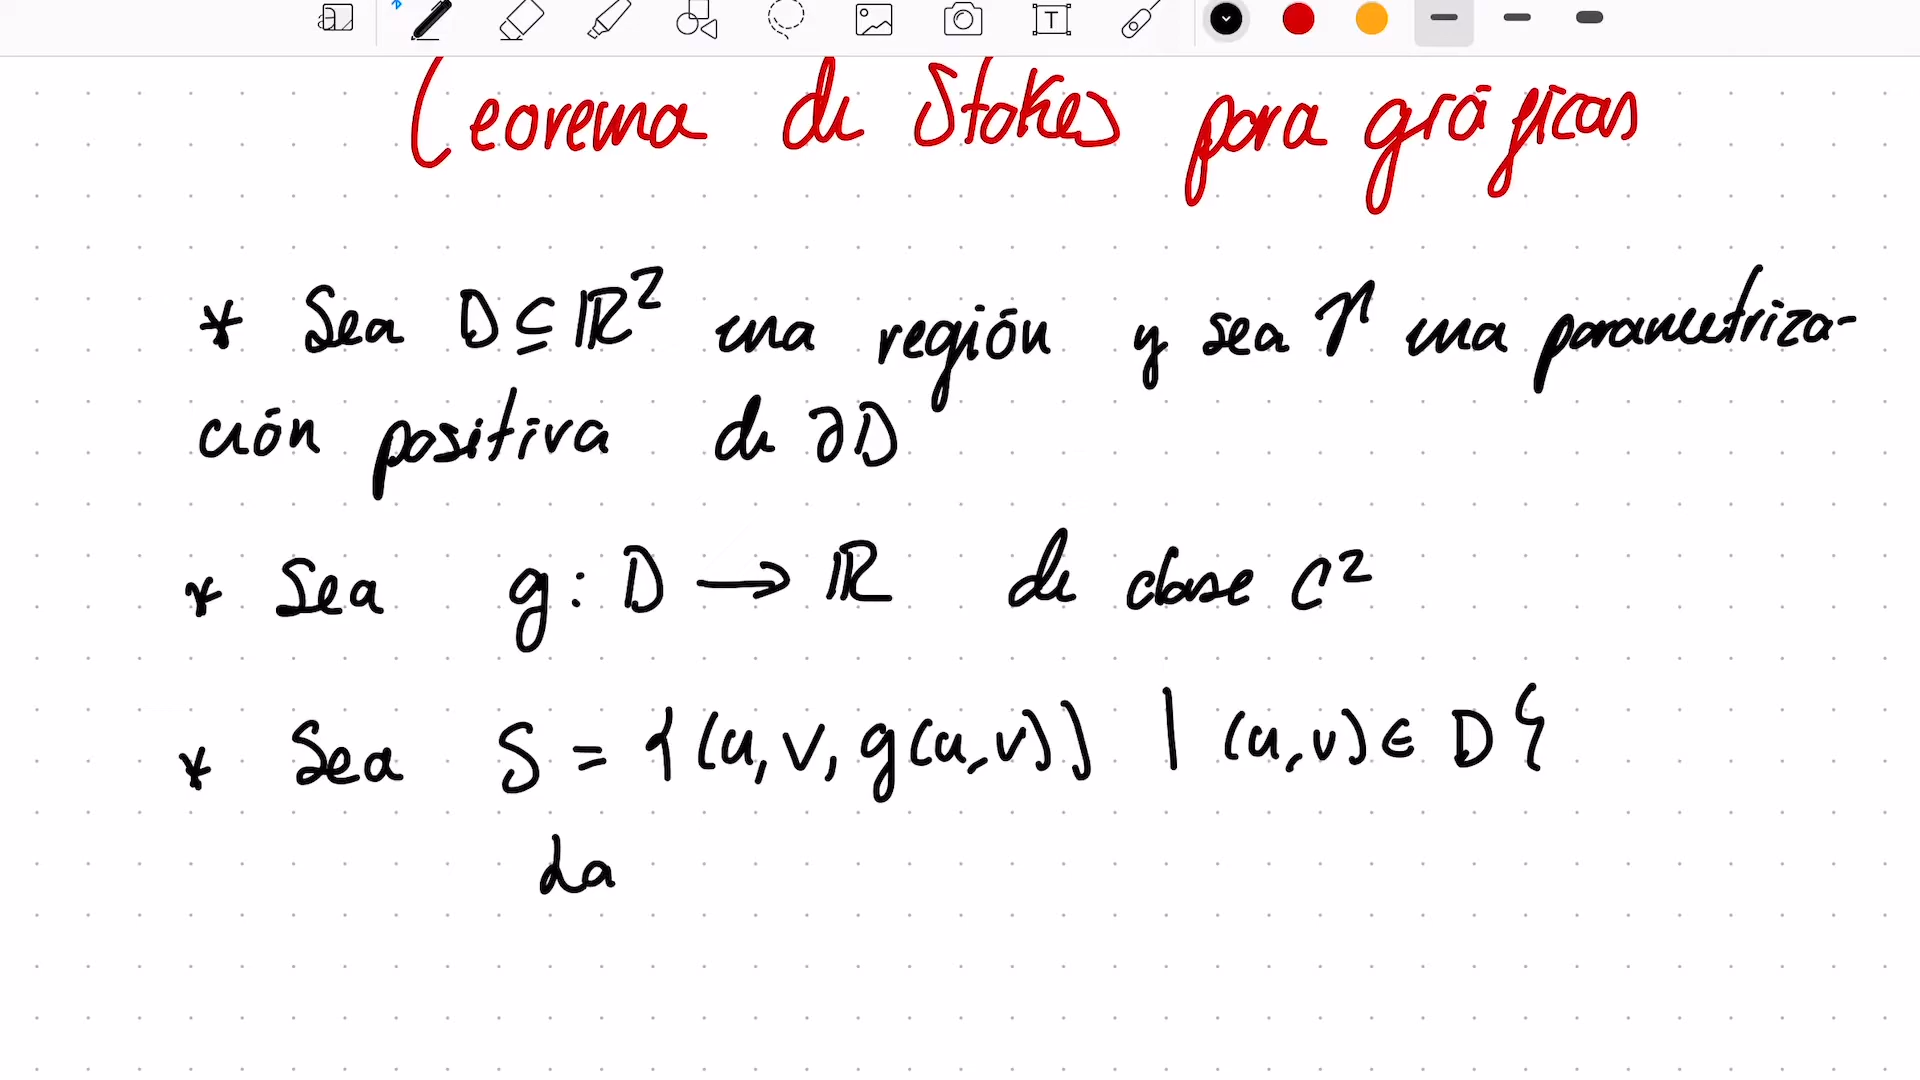 Teorema de Stokes para gráficas
* Sea D ⊆ ℝ² una región y sea γ una parametriza-
ción positiva de ∂D
* Sea g : D → ℝ de clase C²
* Sea S = {(u, v, g(u,v)) | (u,v) ∈ D}
La